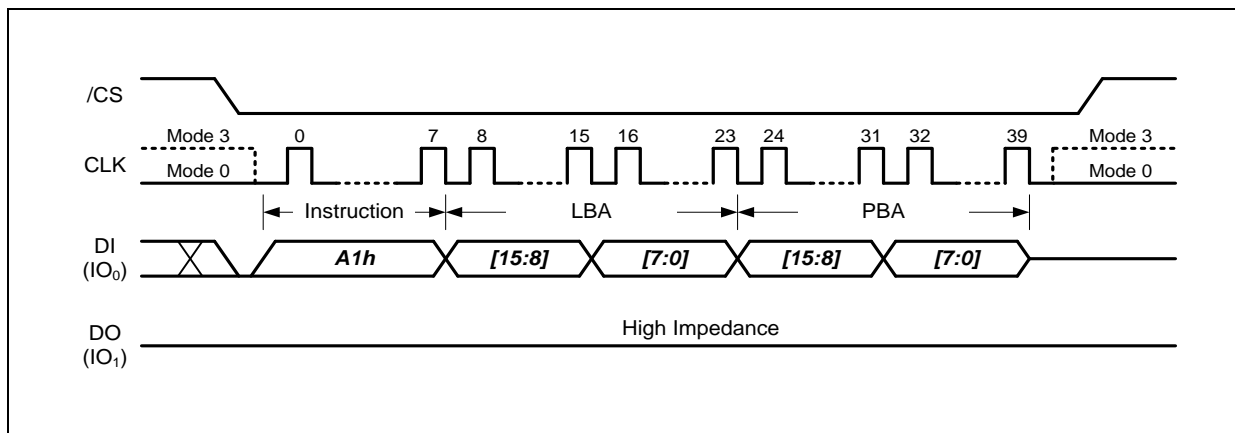 /CS
Mode 3 0 7 8 15 16 23 24 31 32 39 Mode 3
CLK Mode 0 Mode 0
Instruction LBA PBA
DI
(IO₀) A1h [15:8] [7:0] [15:8] [7:0]
High Impedance
DO
(IO₁)